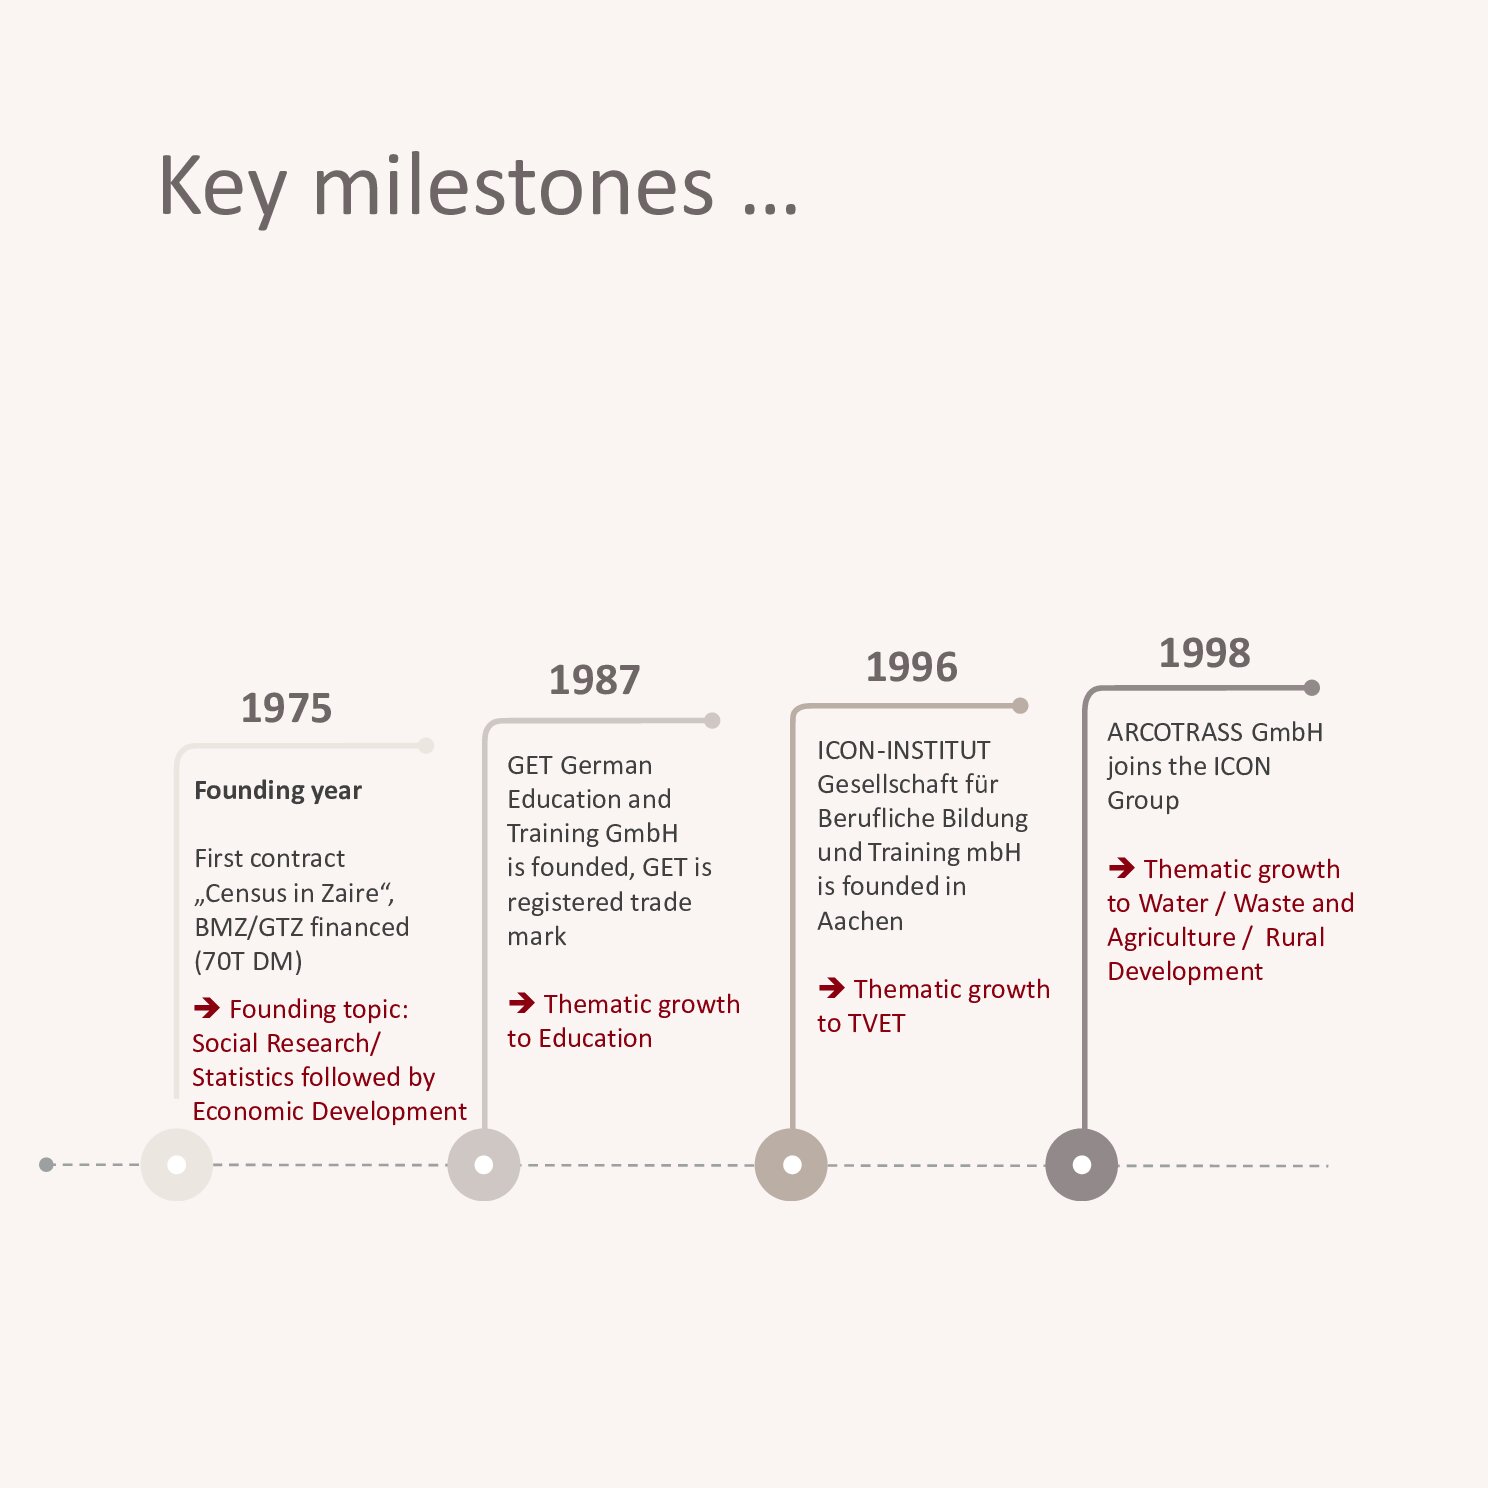 Key milestones ...
1975
Founding year
First contract
„Census in Zaire“,
BMZ/GTZ financed
(70T DM)
➔ Founding topic:
Social Research/
Statistics followed by
Economic Development
1987
GET German
Education and
Training GmbH
is founded, GET is
registered trade
mark
➔ Thematic growth
to Education
1996
ICON-INSTITUT
Gesellschaft für
Berufliche Bildung
und Training mbH
is founded in
Aachen
➔ Thematic growth
to TVET
1998
ARCOTRASS GmbH
joins the ICON
Group
➔ Thematic growth
to Water / Waste and
Agriculture / Rural
Development